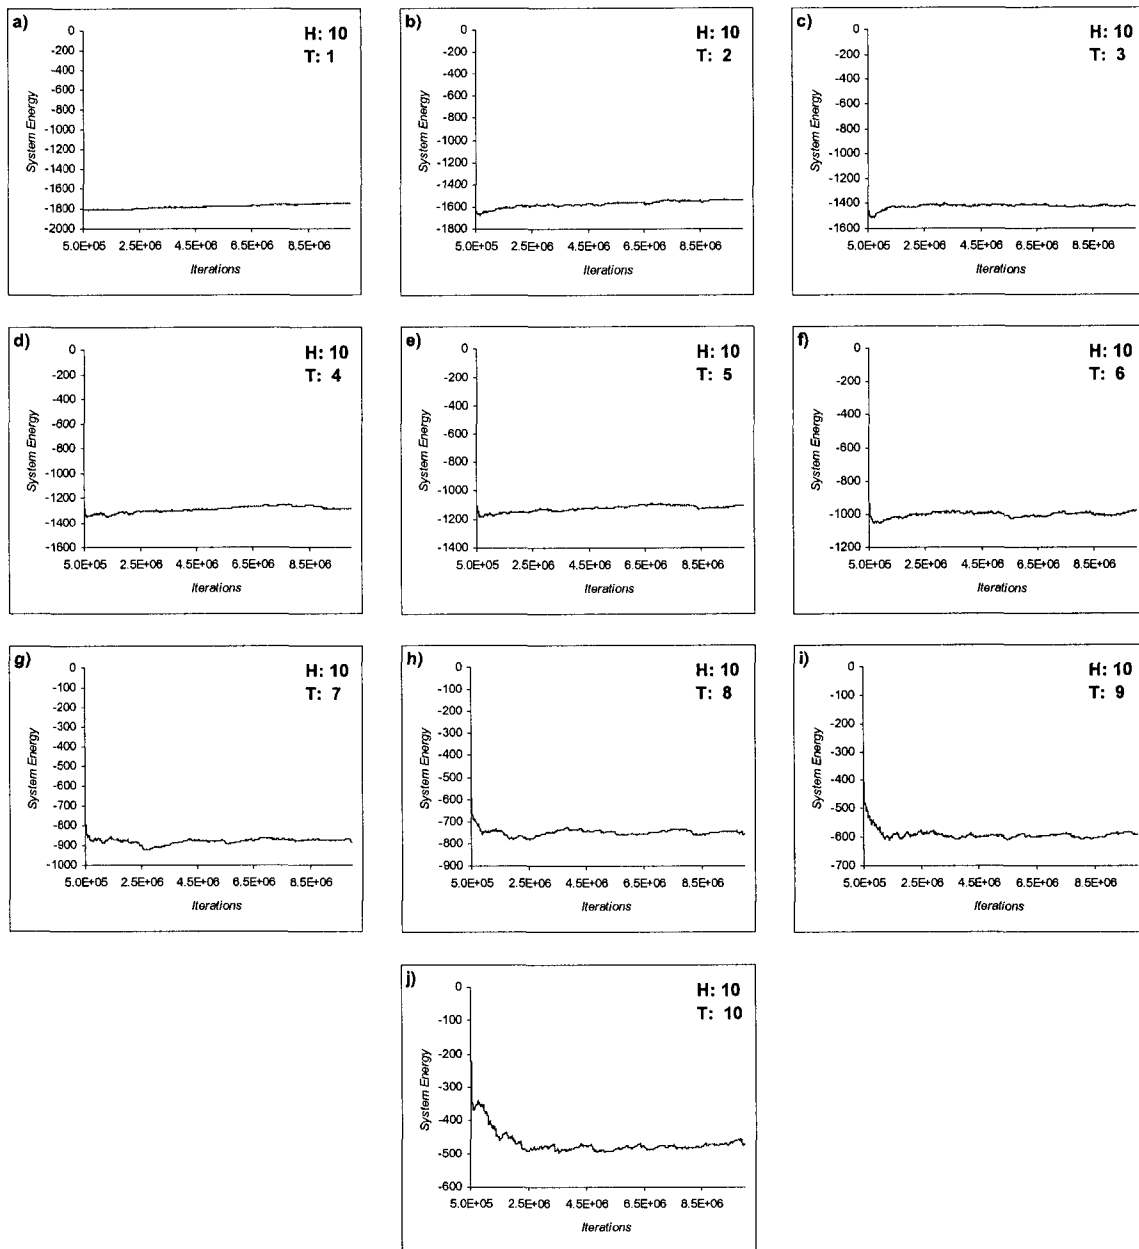 a)
H: 10
T: 1
System Energy
0
-200
-400
-600
-800
-1000
-1200
-1400
-1600
-1800
-2000
5.0E+05 2.5E+06 4.5E+06 6.5E+06 8.5E+06
Iterations
b)
H: 10
T: 2
System Energy
0
-200
-400
-600
-800
-1000
-1200
-1400
-1600
-1800
5.0E+05 2.5E+06 4.5E+06 6.5E+06 8.5E+06
Iterations
c)
H: 10
T: 3
System Energy
0
-200
-400
-600
-800
-1000
-1200
-1400
-1600
5.0E+05 2.5E+06 4.5E+06 6.5E+06 8.5E+06
Iterations
d)
H: 10
T: 4
System Energy
0
-200
-400
-600
-800
-1000
-1200
-1400
-1600
5.0E+05 2.5E+06 4.5E+06 6.5E+06 8.5E+06
Iterations
e)
H: 10
T: 5
System Energy
0
-200
-400
-600
-800
-1000
-1200
-1400
5.0E+05 2.5E+06 4.5E+06 6.5E+06 8.5E+06
Iterations
f)
H: 10
T: 6
System Energy
0
-200
-400
-600
-800
-1000
-1200
5.0E+05 2.5E+06 4.5E+06 6.5E+06 8.5E+06
Iterations
g)
H: 10
T: 7
System Energy
0
-100
-200
-300
-400
-500
-600
-700
-800
-900
-1000
5.0E+05 2.5E+06 4.5E+06 6.5E+06 8.5E+06
Iterations
h)
H: 10
T: 8
System Energy
0
-100
-200
-300
-400
-500
-600
-700
-800
-900
5.0E+05 2.5E+06 4.5E+06 6.5E+06 8.5E+06
Iterations
i)
H: 10
T: 9
System Energy
0
-100
-200
-300
-400
-500
-600
-700
5.0E+05 2.5E+06 4.5E+06 6.5E+06 8.5E+06
Iterations
j)
H: 10
T: 10
System Energy
0
-100
-200
-300
-400
-500
-600
5.0E+05 2.5E+06 4.5E+06 6.5E+06 8.5E+06
Iterations